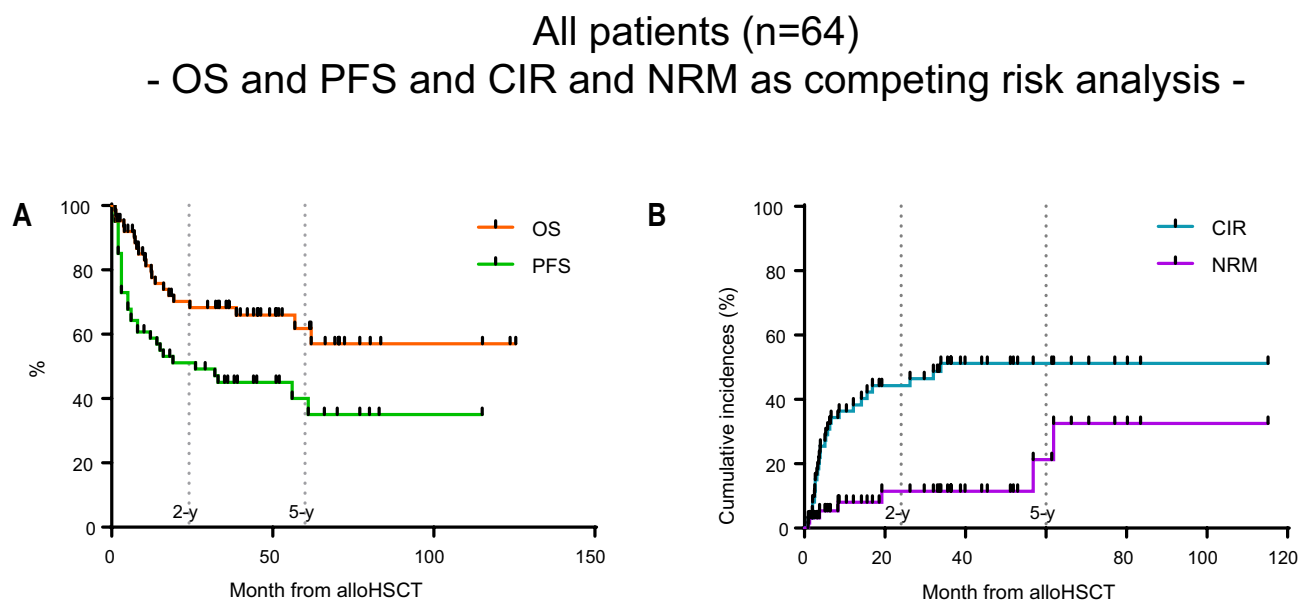 All patients (n=64)
- OS and PFS and CIR and NRM as competing risk analysis -
A
100
80
60
40
20
0
%
OS
PFS
2-y
5-y
0
50
100
150
Month from alloHSCT
B
100
80
60
40
20
0
Cumulative incidences (%)
CIR
NRM
2-y
5-y
0
20
40
60
80
100
120
Month from alloHSCT